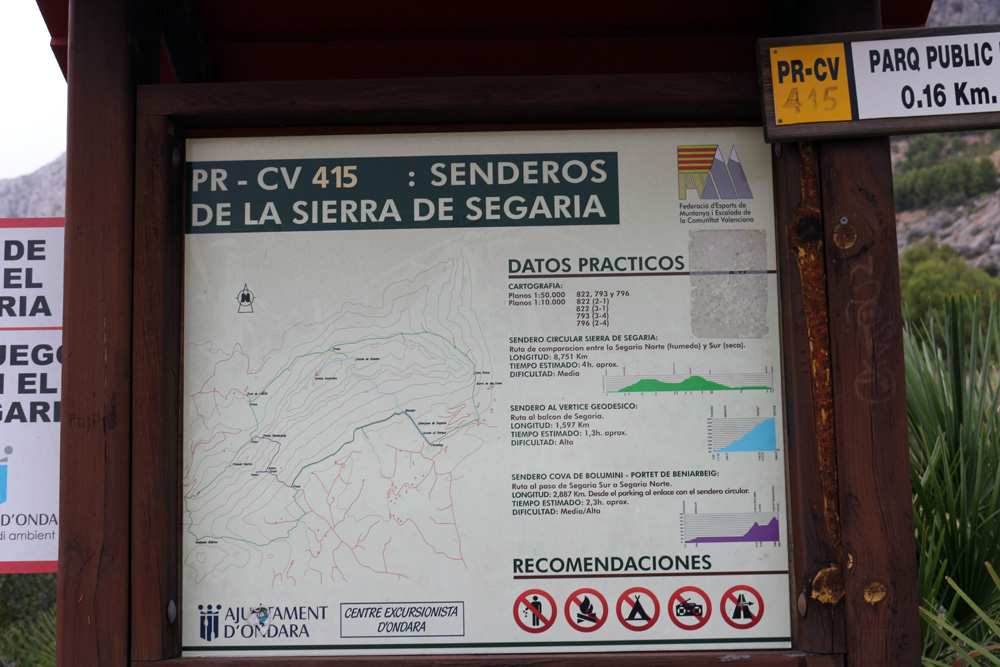 DE
EL
RIA
UEGO
EL
GARI
D'ONDA
di ambient
PR-CV
415
PARQ PUBLIC
0.16 Km.
PR - CV 415 : SENDEROS
DE LA SIERRA DE SEGARIA
Federació d'Esports de
Muntanya i Escalada de
la Comunitat Valenciana
DATOS PRACTICOS
CARTOGRAFIA:
Planos 1:50.000 822, 793 y 796
Planos 1:10.000 822 (2-1)
822 (3-1)
793 (3-4)
796 (2-4)
SENDERO CIRCULAR SIERRA DE SEGARIA:
Ruta de comparacion entre la Segaria Norte (humeda) y Sur (seca).
LONGITUD: 8,751 Km
TIEMPO ESTIMADO: 4h. aprox.
DIFICULTAD: Media
SENDERO AL VERTICE GEODESICO:
Ruta al balcon de Segaria.
LONGITUD: 1,597 Km
TIEMPO ESTIMADO: 1,3h. aprox.
DIFICULTAD: Alta
SENDERO COVA DE BOLUMINI - PORTET DE BENIARBEIG:
Ruta al paso de Segaria Sur a Segaria Norte.
LONGITUD: 2,887 Km. Desde el parking al enlace con el sendero circular.
TIEMPO ESTIMADO: 2,3h. aprox.
DIFICULTAD: Media/Alta
RECOMENDACIONES
N
AJUNTAMENT
D'ONDARA
CENTRE EXCURSIONISTA
D'ONDARA